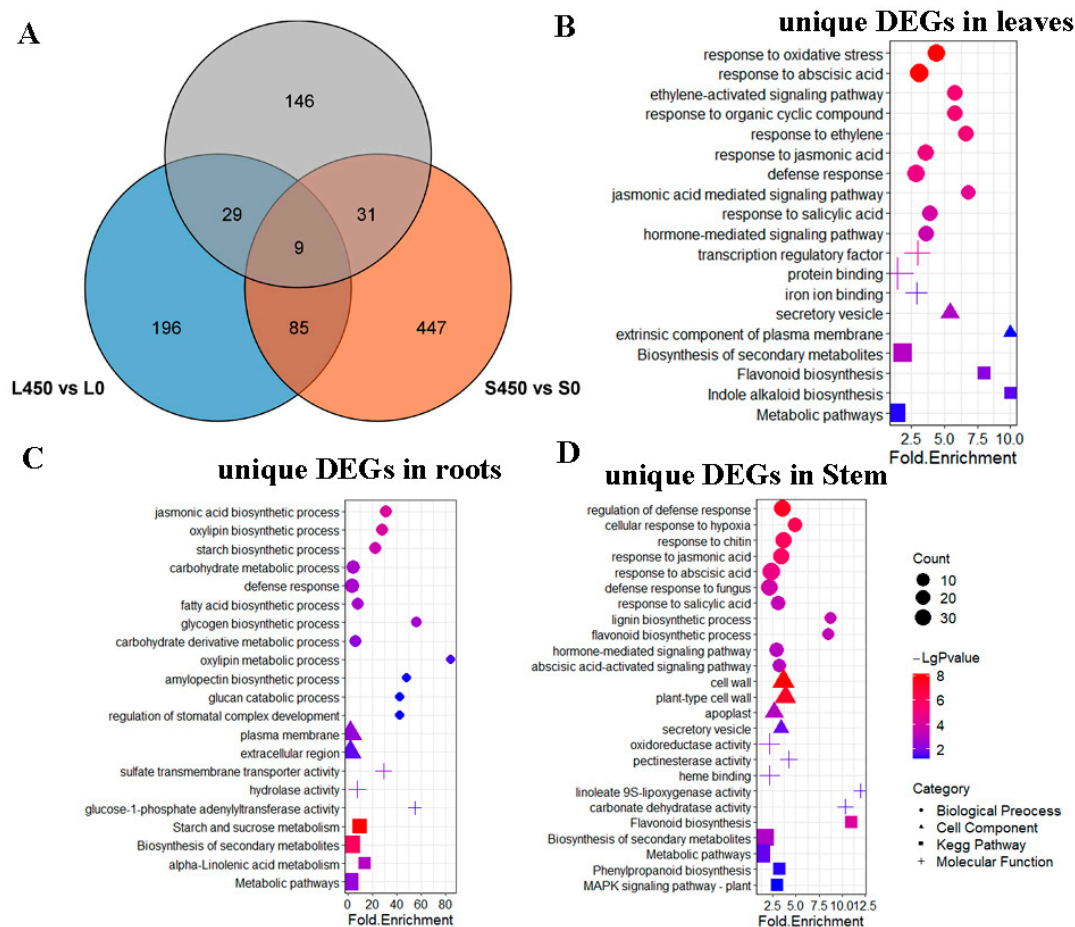 A
146
29
31
9
196
85
447
L450 vs L0
S450 vs S0
B
unique DEGs in leaves
response to oxidative stress
response to abscisic acid
ethylene-activated signaling pathway
response to organic cyclic compound
response to ethylene
response to jasmonic acid
defense response
jasmonic acid mediated signaling pathway
response to salicylic acid
hormone-mediated signaling pathway
transcription regulatory factor
protein binding
iron ion binding
secretory vesicle
extrinsic component of plasma membrane
Biosynthesis of secondary metabolites
Flavonoid biosynthesis
Indole alkaloid biosynthesis
Metabolic pathways
2.5 5.0 7.5 10.0
Fold.Enrichment
C
unique DEGs in roots
jasmonic acid biosynthetic process
oxylipin biosynthetic process
starch biosynthetic process
carbohydrate metabolic process
defense response
fatty acid biosynthetic process
glycogen biosynthetic process
carbohydrate derivative metabolic process
oxylipin metabolic process
amylopectin biosynthetic process
glucan catabolic process
regulation of stomatal complex development
plasma membrane
extracellular region
sulfate transmembrane transporter activity
hydrolase activity
glucose-1-phosphate adenylyltransferase activity
Starch and sucrose metabolism
Biosynthesis of secondary metabolites
alpha-Linolenic acid metabolism
Metabolic pathways
0 20 40 60 80
Fold.Enrichment
D
unique DEGs in Stem
regulation of defense response
cellular response to hypoxia
response to chitin
response to jasmonic acid
response to abscisic acid
defense response to fungus
response to salicylic acid
lignin biosynthetic process
flavonoid biosynthetic process
hormone-mediated signaling pathway
abscisic acid-activated signaling pathway
cell wall
plant-type cell wall
apoplast
secretory vesicle
oxidoreductase activity
pectinesterase activity
heme binding
linoleate 9S-lipoxygenase activity
carbonate dehydratase activity
Flavonoid biosynthesis
Biosynthesis of secondary metabolites
Metabolic pathways
Phenylpropanoid biosynthesis
MAPK signaling pathway - plant
2.5 5.0 7.5 10.0 12.5
Fold.Enrichment
Count
10
20
30
−LgPvalue
8
6
4
2
Category
Biological Preocess
Cell Component
Kegg Pathway
Molecular Function